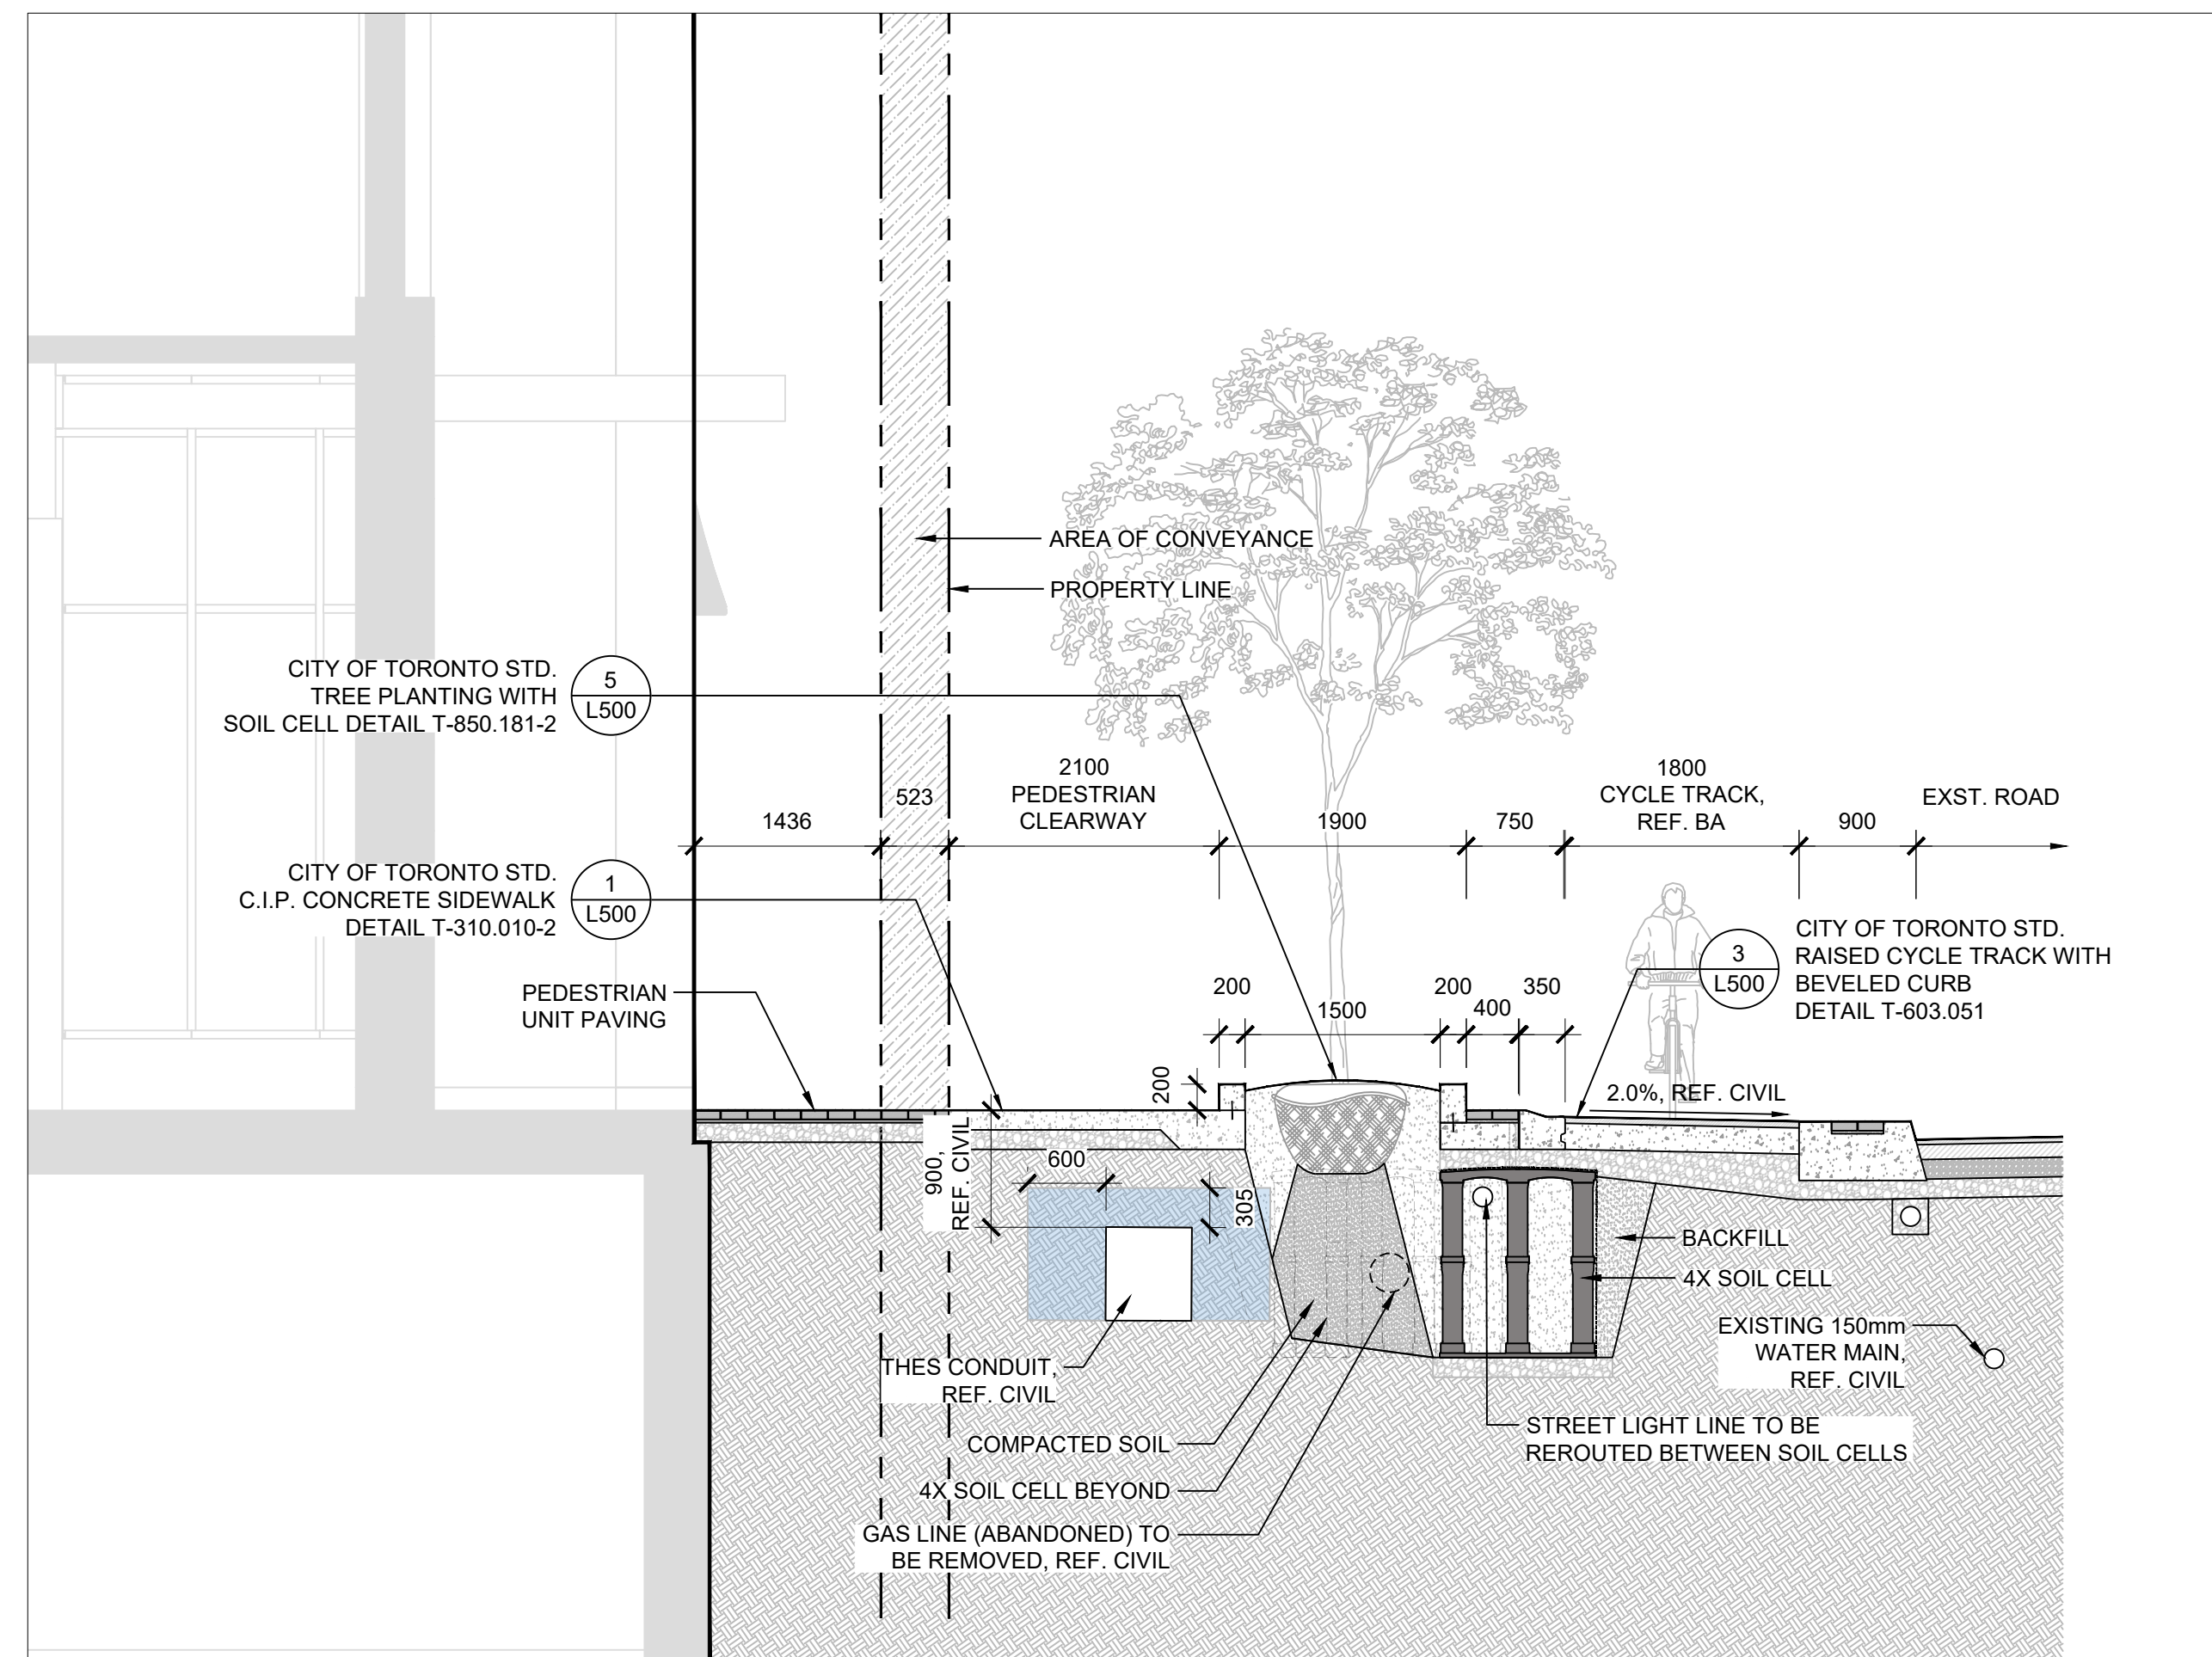 AREA OF CONVEYANCE
PROPERTY LINE
CITY OF TORONTO STD.
TREE PLANTING WITH
SOIL CELL DETAIL T-850.181-2
5
L500
1436
523
2100
PEDESTRIAN
CLEARWAY
1900
750
1800
CYCLE TRACK,
REF. BA
900
EXST. ROAD
CITY OF TORONTO STD.
C.I.P. CONCRETE SIDEWALK
DETAIL T-310.010-2
1
L500
3
L500
CITY OF TORONTO STD.
RAISED CYCLE TRACK WITH
BEVELED CURB
DETAIL T-603.051
PEDESTRIAN
UNIT PAVING
200
1500
200
400
350
200
2.0%, REF. CIVIL
900,
REF. CIVIL
600
305
BACKFILL
4X SOIL CELL
EXISTING 150mm
WATER MAIN,
REF. CIVIL
THES CONDUIT,
REF. CIVIL
STREET LIGHT LINE TO BE
REROUTED BETWEEN SOIL CELLS
COMPACTED SOIL
4X SOIL CELL BEYOND
GAS LINE (ABANDONED) TO
BE REMOVED, REF. CIVIL